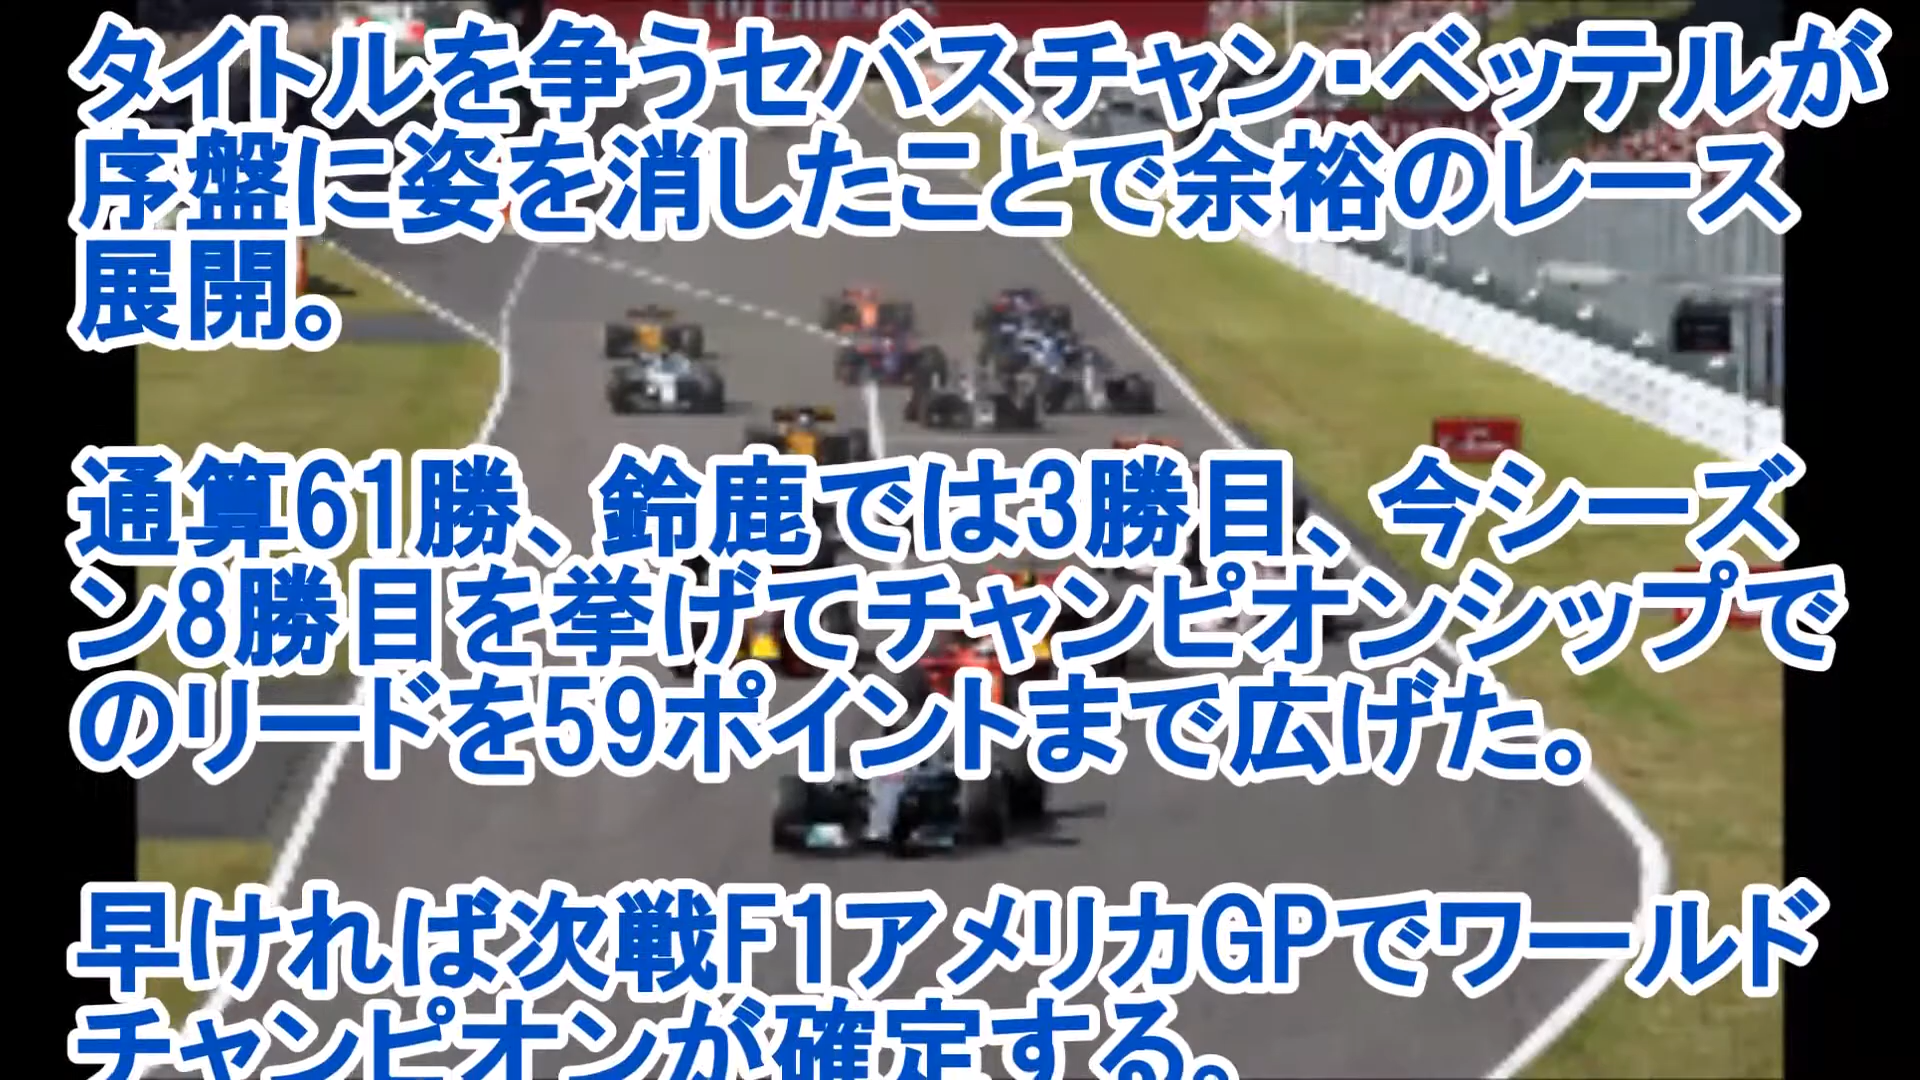 Fly Emirates
タイトルを争うセバスチャン・ベッテルが
序盤に姿を消したことで余裕のレース
展開。
通算61勝、鈴鹿では3勝目、今シーズ
ン8勝目を挙げてチャンピオンシップで
のリードを59ポイントまで広げた。
早ければ次戦F1アメリカGPでワールド
チャンピオンが確定する。